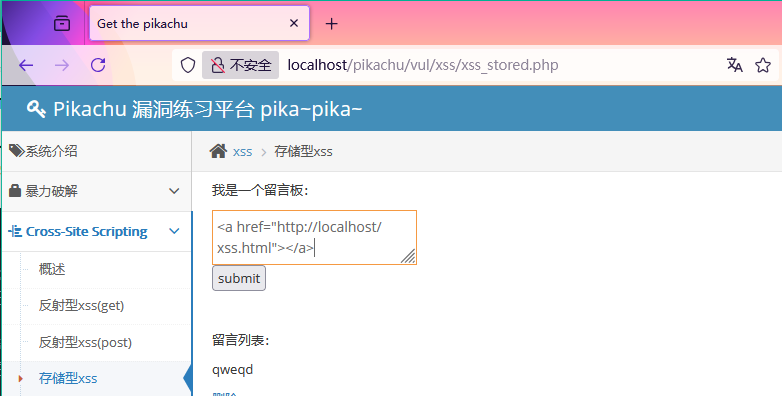 Get the pikachu
不安全 localhost/pikachu/vul/xss/xss_stored.php
Pikachu 漏洞练习平台 pika~pika~
系统介绍
xss 存储型xss
暴力破解
我是一个留言板：
Cross-Site Scripting
<a href="http://localhost/
xss.html"></a>
submit
概述
反射型xss(get)
反射型xss(post)
留言列表：
qweqd
存储型xss
删除